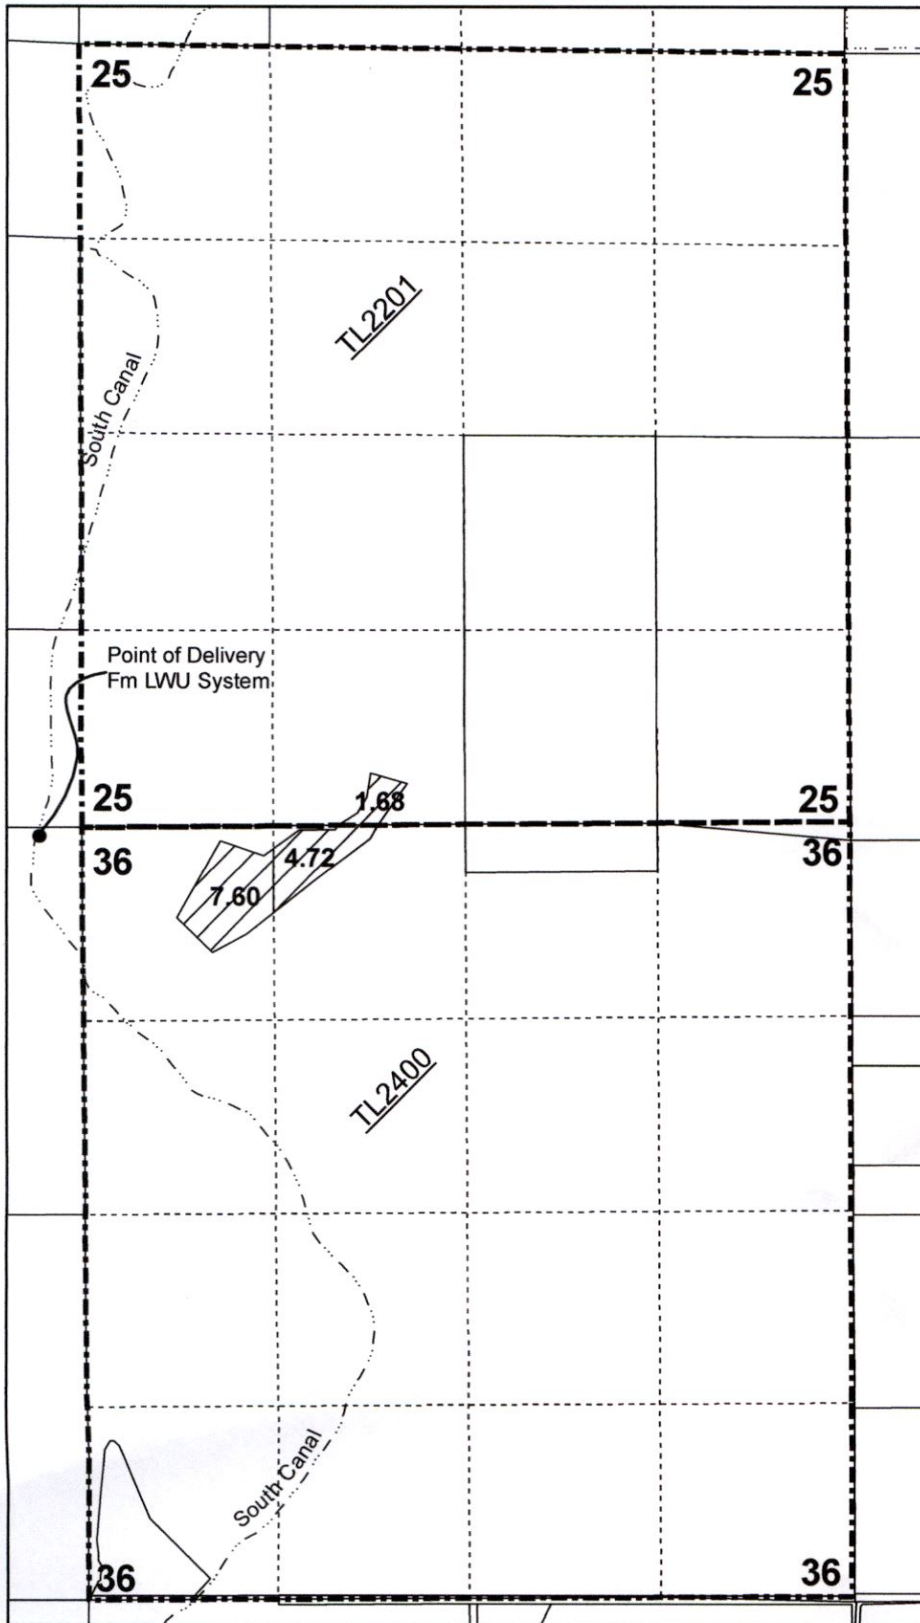 25
25
TL2201
South Canal
Point of Delivery
Fm LWU System
25
25
1.68
36
36
4.72
7.60
TL2400
South Canal
36
36